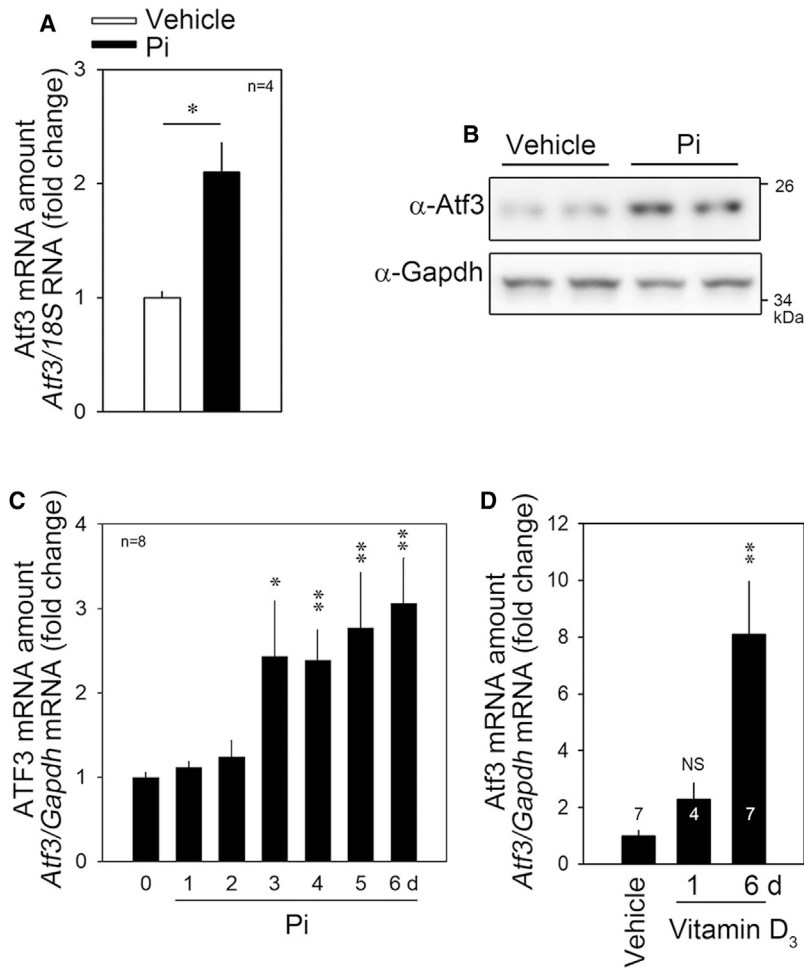 A
Vehicle
Pi
Atf3 mRNA amount
Atf3/18S RNA (fold change)
3
2
1
0
n=4
*
B
Vehicle Pi
α-Atf3
26
α-Gapdh
34
kDa
C
ATF3 mRNA amount
Atf3/Gapdh mRNA (fold change)
4
3
2
1
0
n=8
*
**
**
**
0 1 2 3 4 5 6 d
Pi
D
Atf3 mRNA amount
Atf3/Gapdh mRNA (fold change)
12
10
8
6
4
2
0
**
NS
7 4 7
Vehicle
1 6 d
Vitamin D3